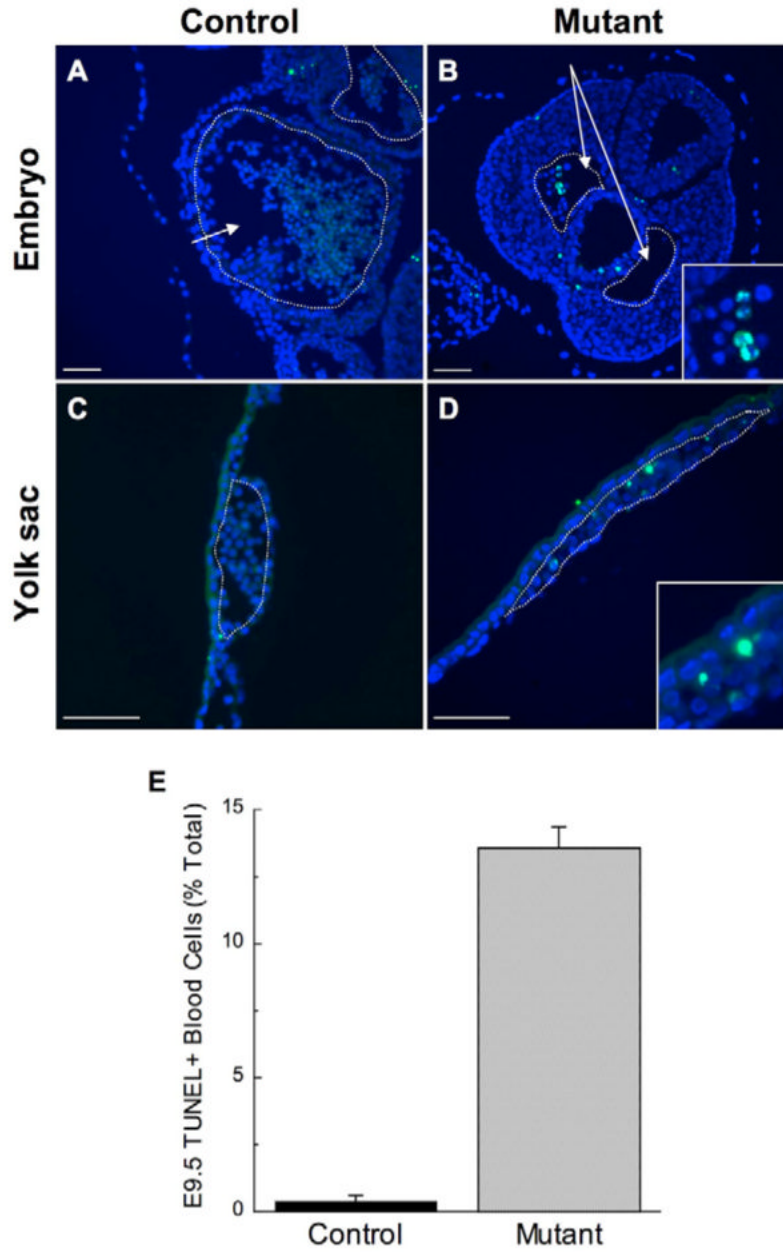 Control Mutant
Embryo
A B
Yolk sac
C D
E
E9.5 TUNEL+ Blood Cells (% Total)
15
10
5
0
Control Mutant